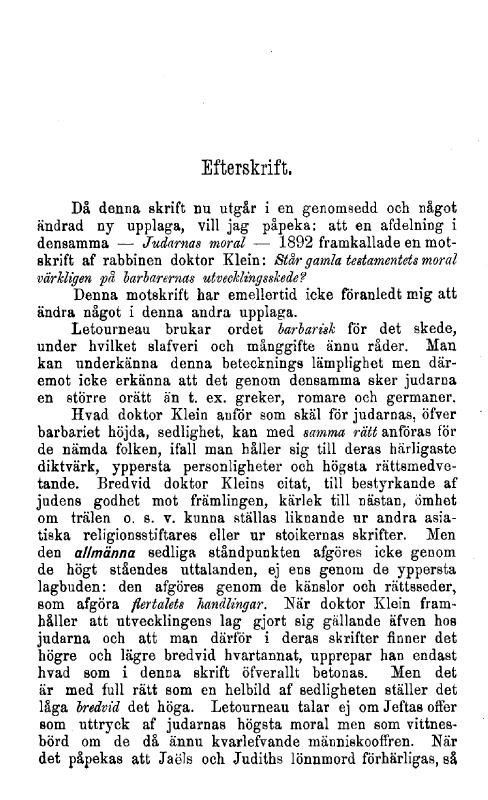 Efterskrift.
Då denna skrift nu utgår i en genomsedd och något
ändrad ny upplaga, vill jag påpeka: att en afdelning i
densamma — Judarnas moral — 1892 framkallade en mot-
skrift af rabbinen doktor Klein: Står gamla testamentets moral
värkligen på barbarernas utvecklingsskede?
Denna motskrift har emellertid icke föranledt mig att
ändra något i denna andra upplaga.
Letourneau brukar ordet barbarisk för det skede,
under hvilket slafveri och månggifte ännu råder. Man
kan underkänna denna betecknings lämplighet men där-
emot icke erkänna att det genom densamma sker judarna
en större orätt än t. ex. greker, romare och germaner.
Hvad doktor Klein anför som skäl för judarnas, öfver
barbariet höjda, sedlighet, kan med samma rätt anföras för
de nämda folken, ifall man håller sig till deras härligaste
diktvärk, yppersta personligheter och högsta rättsmedve-
tande. Bredvid doktor Kleins citat, till bestyrkande af
judens godhet mot främlingen, kärlek till nästan, ömhet
om trälen o. s. v. kunna ställas liknande ur andra asia-
tiska religionsstiftares eller ur stoikernas skrifter. Men
den allmänna sedliga ståndpunkten afgöres icke genom
de högt ståendes uttalanden, ej ens genom de yppersta
lagbuden: den afgöres genom de känslor och rättsseder,
som afgöra flertalets handlingar. När doktor Klein fram-
håller att utvecklingens lag gjort sig gällande äfven hos
judarna och att man därför i deras skrifter finner det
högre och lägre bredvid hvartannat, upprepar han endast
hvad som i denna skrift öfverallt betonas. Men det
är med full rätt som en helbild af sedligheten ställer det
låga bredvid det höga. Letourneau talar ej om Jeftas offer
som uttryck af judarnas högsta moral men som vittnes-
börd om de då ännu kvarlefvande människooffren. När
det påpekas att Jaëls och Judiths lönnmord förhärligas, så